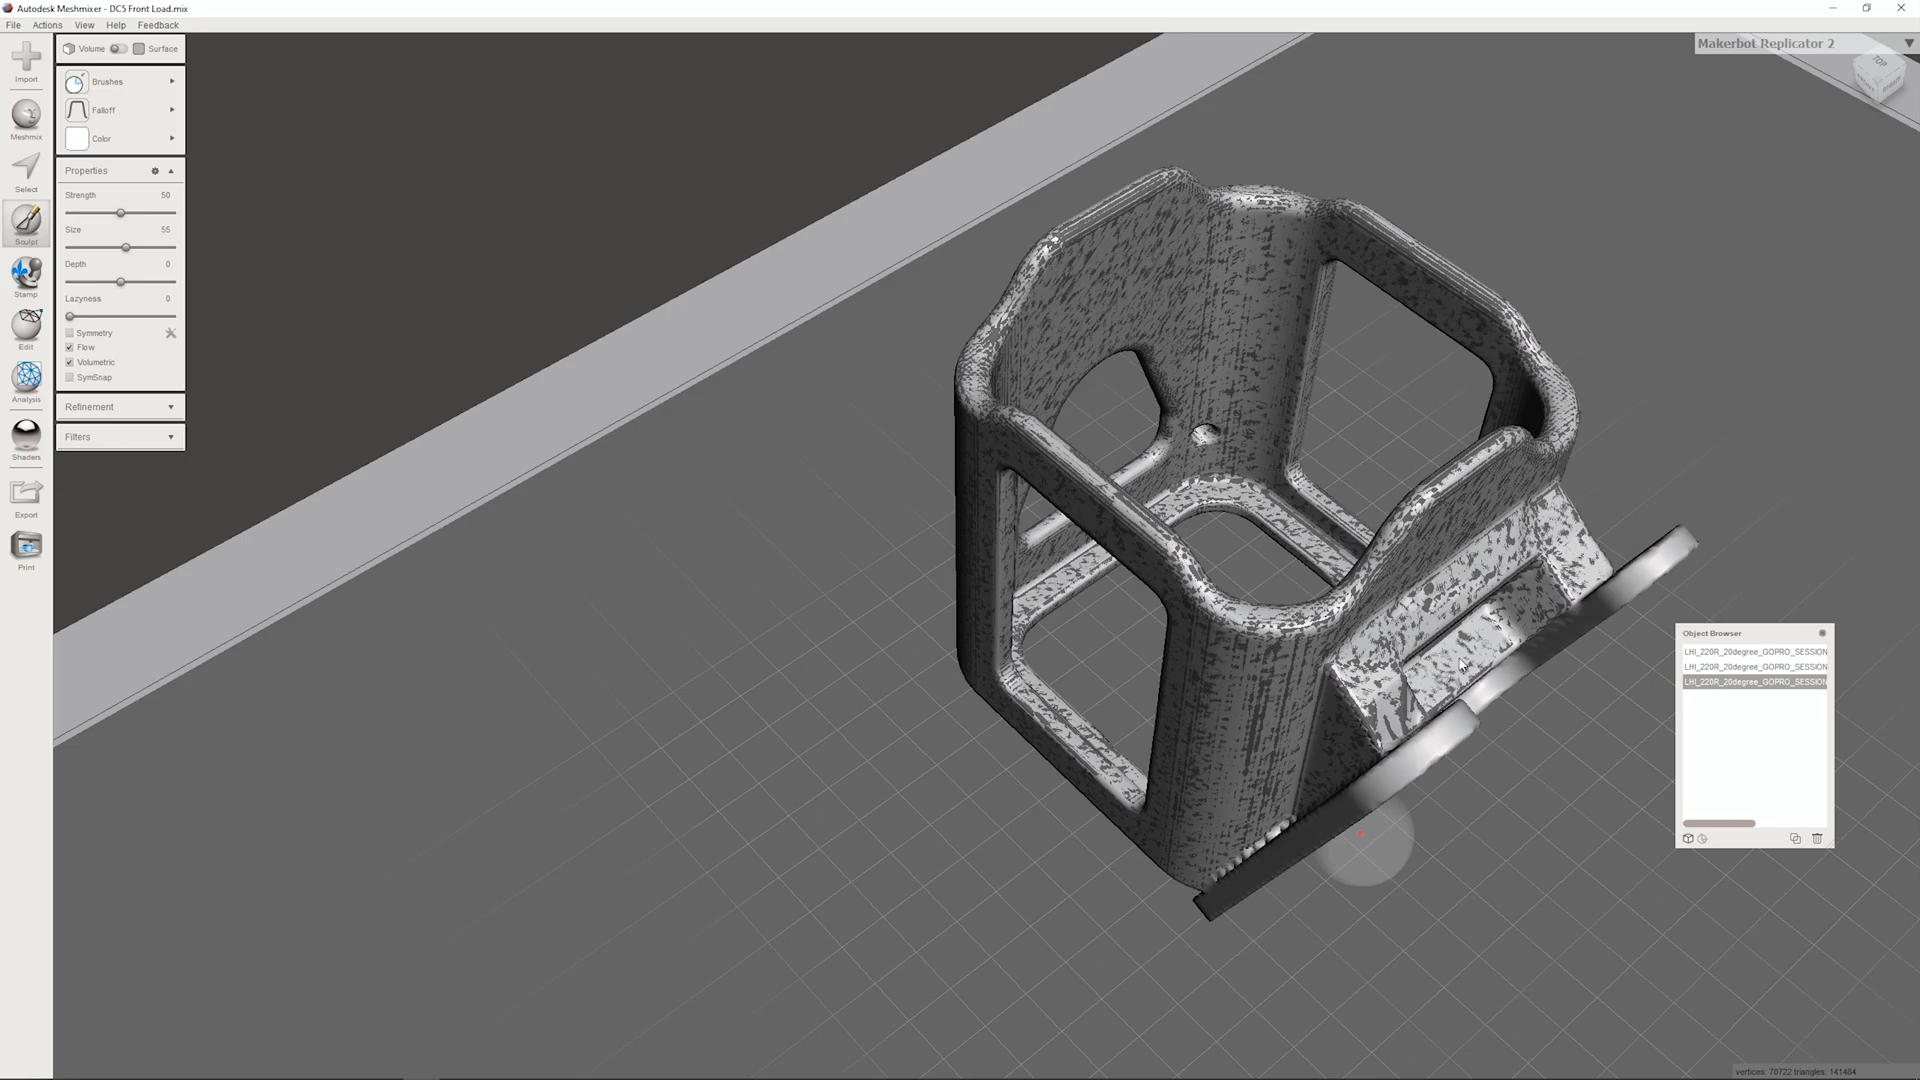 Autodesk Meshmixer - DC5 Front Load.mix
File Actions View Help Feedback
Volume Surface
Makerbot Replicator 2
Import
Brushes
Falloff
Color
Meshmix
Properties
Select
Strength 50
Size 55
Sculpt
Depth 0
Stamp
Lazyness 0
Symmetry
Flow
Edit
Volumetric
SymSnap
Analysis
Refinement
Filters
Shaders
Export
Print
TOP
Object Browser
LHI_220R_20degree_GOPRO_SESSION
LHI_220R_20degree_GOPRO_SESSION
LHI_220R_20degree_GOPRO_SESSION
vertices: 70722 triangles: 141484